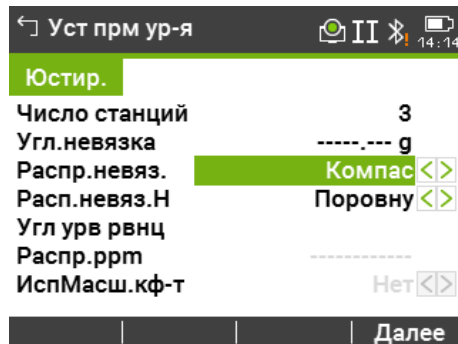 Уст прм ур-я II 14:14
Юстир.
Число станций 3
Угл.невязка -----.--- g
Распр.невяз. Компас
Расп.невяз.Н Поровну
Угл урв рвнц
Распр.ppm ------------
ИспМасш.кф-т Нет
Далее